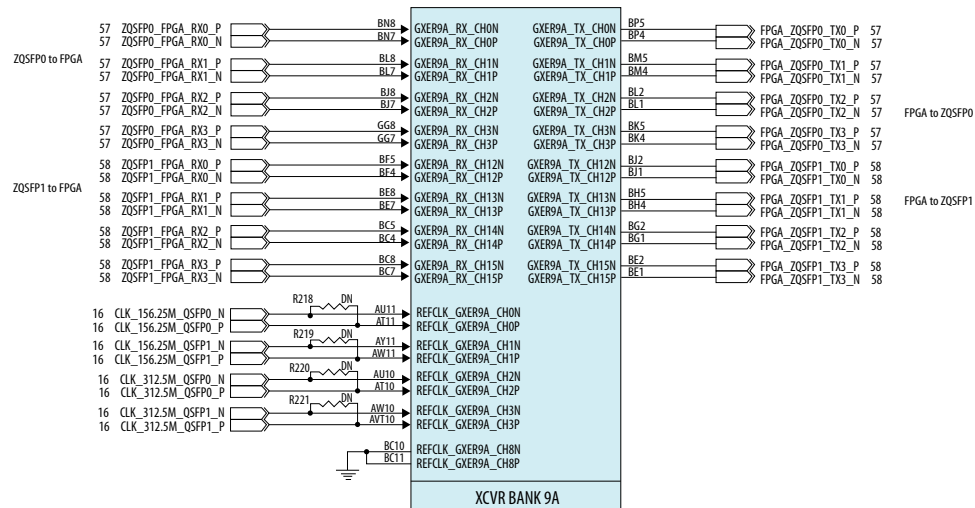 57 ZQSFP0_FPGA_RX0_P BN8 GXER9A_RX_CH0N GXER9A_TX_CH0N BP5 FPGA_ZQSFP0_TX0_P 57
57 ZQSFP0_FPGA_RX0_N BN7 GXER9A_RX_CH0P GXER9A_TX_CH0P BP4 FPGA_ZQSFP0_TX0_N 57
ZQSFP0 to FPGA
57 ZQSFP0_FPGA_RX1_P BL8 GXER9A_RX_CH1N GXER9A_TX_CH1N BM5 FPGA_ZQSFP0_TX1_P 57
57 ZQSFP0_FPGA_RX1_N BL7 GXER9A_RX_CH1P GXER9A_TX_CH1P BM4 FPGA_ZQSFP0_TX1_N 57
57 ZQSFP0_FPGA_RX2_P BJ8 GXER9A_RX_CH2N GXER9A_TX_CH2N BL2 FPGA_ZQSFP0_TX2_P 57
57 ZQSFP0_FPGA_RX2_N BJ7 GXER9A_RX_CH2P GXER9A_TX_CH2P BL1 FPGA_ZQSFP0_TX2_N 57
FPGA to ZQSFP0
57 ZQSFP0_FPGA_RX3_P GG8 GXER9A_RX_CH3N GXER9A_TX_CH3N BK5 FPGA_ZQSFP0_TX3_P 57
57 ZQSFP0_FPGA_RX3_N GG7 GXER9A_RX_CH3P GXER9A_TX_CH3P BK4 FPGA_ZQSFP0_TX3_N 57
58 ZQSFP1_FPGA_RX0_P BF5 GXER9A_RX_CH12N GXER9A_TX_CH12N BJ2 FPGA_ZQSFP1_TX0_P 58
58 ZQSFP1_FPGA_RX0_N BF4 GXER9A_RX_CH12P GXER9A_TX_CH12P BJ1 FPGA_ZQSFP1_TX0_N 58
ZQSFP1 to FPGA
58 ZQSFP1_FPGA_RX1_P BE8 GXER9A_RX_CH13N GXER9A_TX_CH13N BH5 FPGA_ZQSFP1_TX1_P 58
58 ZQSFP1_FPGA_RX1_N BE7 GXER9A_RX_CH13P GXER9A_TX_CH13P BH4 FPGA_ZQSFP1_TX1_N 58
FPGA to ZQSFP1
58 ZQSFP1_FPGA_RX2_P BC5 GXER9A_RX_CH14N GXER9A_TX_CH14N BG2 FPGA_ZQSFP1_TX2_P 58
58 ZQSFP1_FPGA_RX2_N BC4 GXER9A_RX_CH14P GXER9A_TX_CH14P BG1 FPGA_ZQSFP1_TX2_N 58
58 ZQSFP1_FPGA_RX3_P BC8 GXER9A_RX_CH15N GXER9A_TX_CH15N BE2 FPGA_ZQSFP1_TX3_P 58
58 ZQSFP1_FPGA_RX3_N BC7 GXER9A_RX_CH15P GXER9A_TX_CH15P BE1 FPGA_ZQSFP1_TX3_N 58
R218 DN
16 CLK_156.25M_QSFP0_N AU11 REFCLK_GXER9A_CH0N
16 CLK_156.25M_QSFP0_P AT11 REFCLK_GXER9A_CH0P
R219 DN
16 CLK_156.25M_QSFP1_N AY11 REFCLK_GXER9A_CH1N
16 CLK_156.25M_QSFP1_P AW11 REFCLK_GXER9A_CH1P
R220 DN
16 CLK_312.5M_QSFP0_N AU10 REFCLK_GXER9A_CH2N
16 CLK_312.5M_QSFP0_P AT10 REFCLK_GXER9A_CH2P
R221 DN
16 CLK_312.5M_QSFP1_N AW10 REFCLK_GXER9A_CH3N
16 CLK_312.5M_QSFP1_P AVT10 REFCLK_GXER9A_CH3P
BC10 REFCLK_GXER9A_CH8N
BC11 REFCLK_GXER9A_CH8P
XCVR BANK 9A